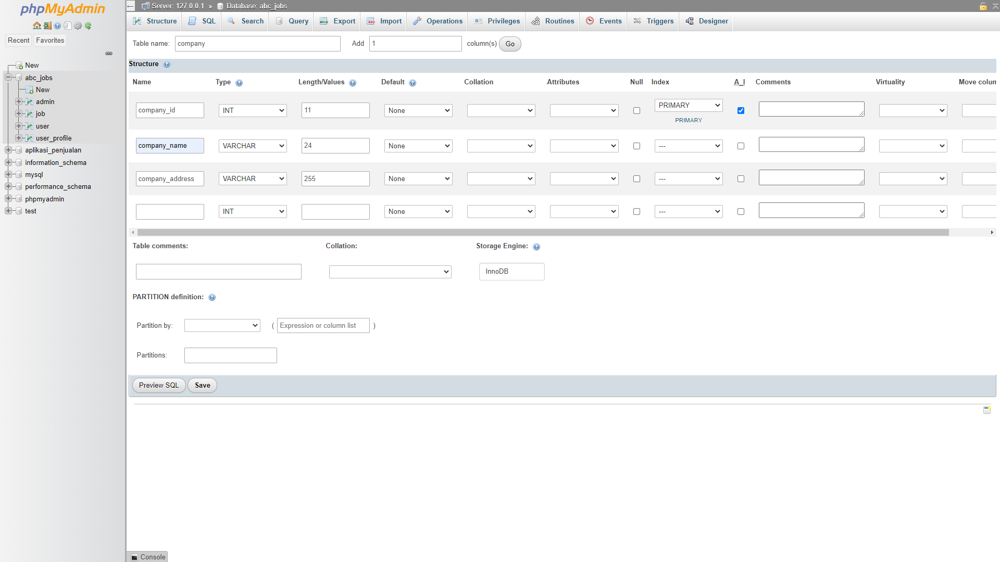 phpMyAdmin
Recent Favorites
New
abc_jobs
New
admin
job
user
user_profile
aplikasi_penjualan
information_schema
mysql
performance_schema
phpmyadmin
test
Server: 127.0.0.1 » Database: abc_jobs
Structure SQL Search Query Export Import Operations Privileges Routines Events Triggers Designer
Table name: company Add 1 column(s) Go
Structure
Name Type Length/Values Default Collation Attributes Null Index A_I Comments Virtuality Move colum
company_id INT 11 None PRIMARY
PRIMARY
company_name VARCHAR 24 None ---
company_address VARCHAR 255 None ---
INT None ---
Table comments: Collation: Storage Engine:
InnoDB
PARTITION definition:
Partition by: ( Expression or column list )
Partitions:
Preview SQL Save
Console